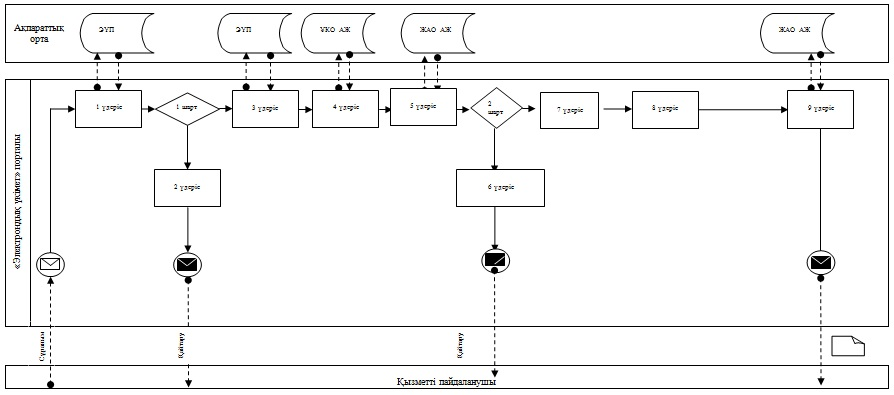 Ақпараттық
орта
ЭҮП
ЭҮП
ҰКО АЖ
ЖАО АЖ
ЖАО АЖ
«Электрондық үкімет» порталы
1 үдеріс
1 шарт
3 үдеріс
4 үдеріс
5 үдеріс
2
шарт
7 үдеріс
8 үдеріс
9 үдеріс
2 үдеріс
6 үдеріс
Сұраным
Қайтару
Қайтару
Қызметті пайдаланушы